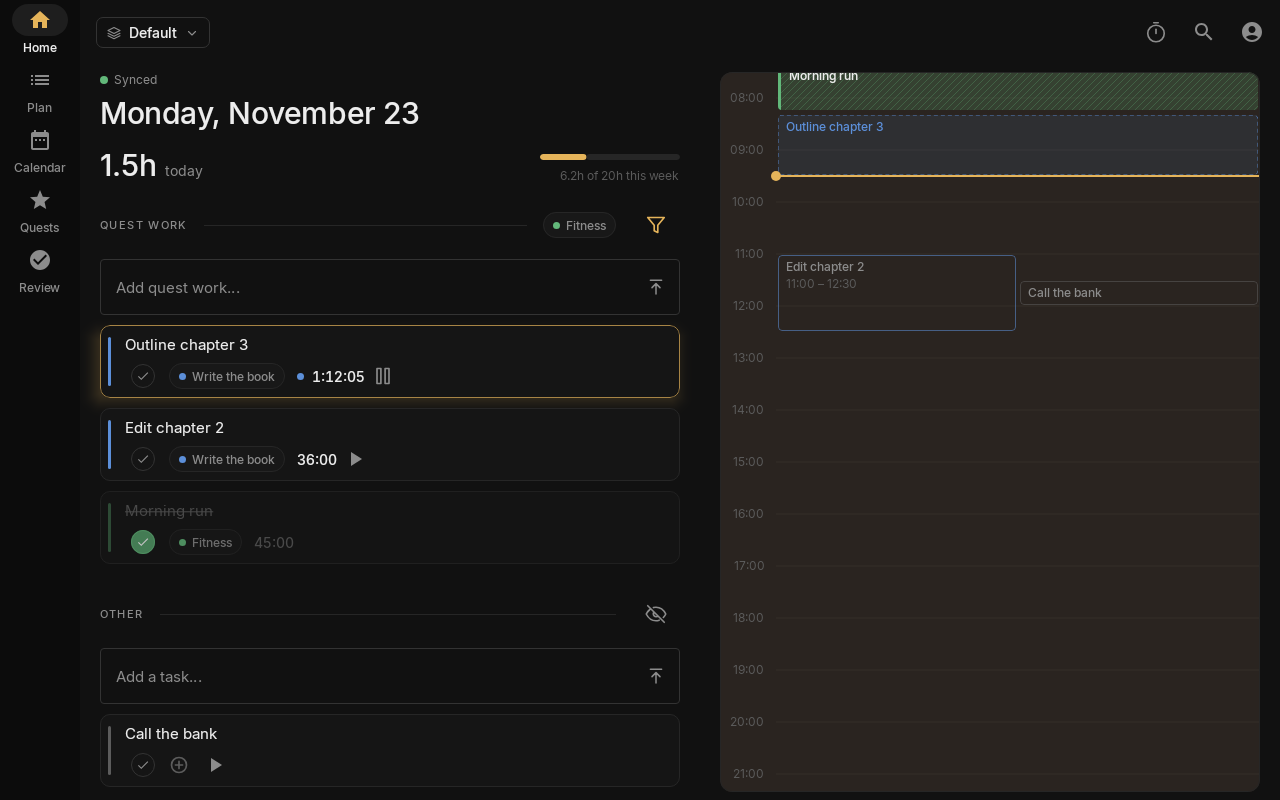 Home
Plan
Calendar
Quests
Review
Default
Synced
Monday, November 23
1.5h today
6.2h of 20h this week
QUEST WORK
Fitness
Add quest work...
Outline chapter 3
Write the book
1:12:05
Edit chapter 2
Write the book
36:00
Morning run
Fitness
45:00
OTHER
Add a task...
Call the bank
Morning run
08:00
Outline chapter 3
09:00
10:00
11:00
Edit chapter 2
11:00 – 12:30
Call the bank
12:00
13:00
14:00
15:00
16:00
17:00
18:00
19:00
20:00
21:00